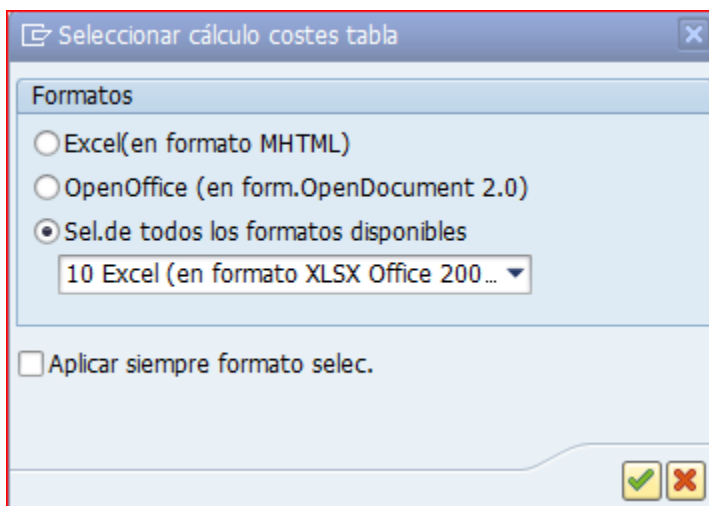 Seleccionar cálculo costes tabla
Formatos
Excel(en formato MHTML)
OpenOffice (en form.OpenDocument 2.0)
Sel.de todos los formatos disponibles
10 Excel (en formato XLSX Office 200...
Aplicar siempre formato selec.